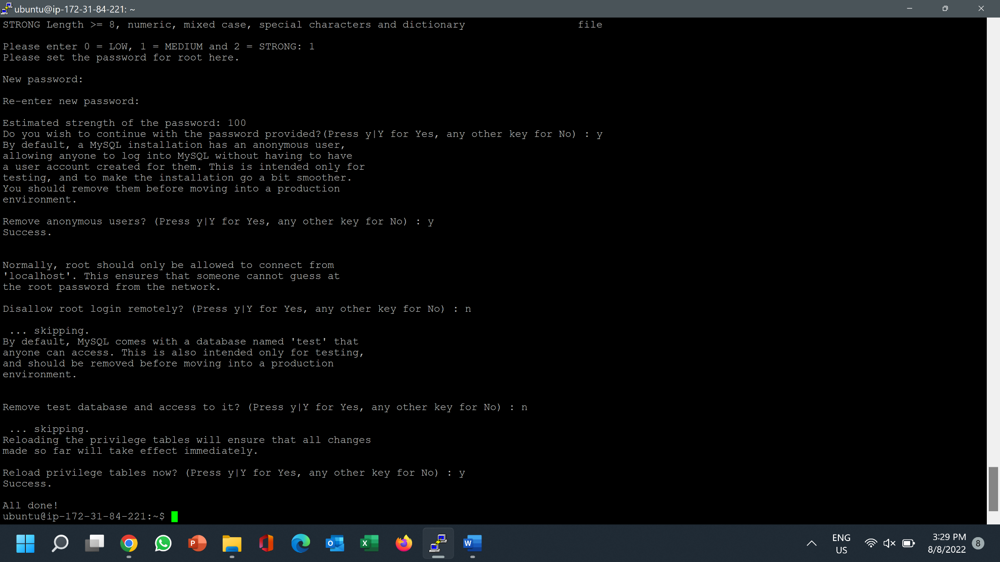 ubuntu@ip-172-31-84-221: ~
STRONG Length >= 8, numeric, mixed case, special characters and dictionary                  file
Please enter 0 = LOW, 1 = MEDIUM and 2 = STRONG: 1
Please set the password for root here.
New password:
Re-enter new password:
Estimated strength of the password: 100
Do you wish to continue with the password provided?(Press y|Y for Yes, any other key for No) : y
By default, a MySQL installation has an anonymous user,
allowing anyone to log into MySQL without having to have
a user account created for them. This is intended only for
testing, and to make the installation go a bit smoother.
You should remove them before moving into a production
environment.
Remove anonymous users? (Press y|Y for Yes, any other key for No) : y
Success.
Normally, root should only be allowed to connect from
'localhost'. This ensures that someone cannot guess at
the root password from the network.
Disallow root login remotely? (Press y|Y for Yes, any other key for No) : n
... skipping.
By default, MySQL comes with a database named 'test' that
anyone can access. This is also intended only for testing,
and should be removed before moving into a production
environment.
Remove test database and access to it? (Press y|Y for Yes, any other key for No) : n
... skipping.
Reloading the privilege tables will ensure that all changes
made so far will take effect immediately.
Reload privilege tables now? (Press y|Y for Yes, any other key for No) : y
Success.
All done!
ubuntu@ip-172-31-84-221:~$
P
O
X
W
ENG
US
3:29 PM
8/8/2022
8